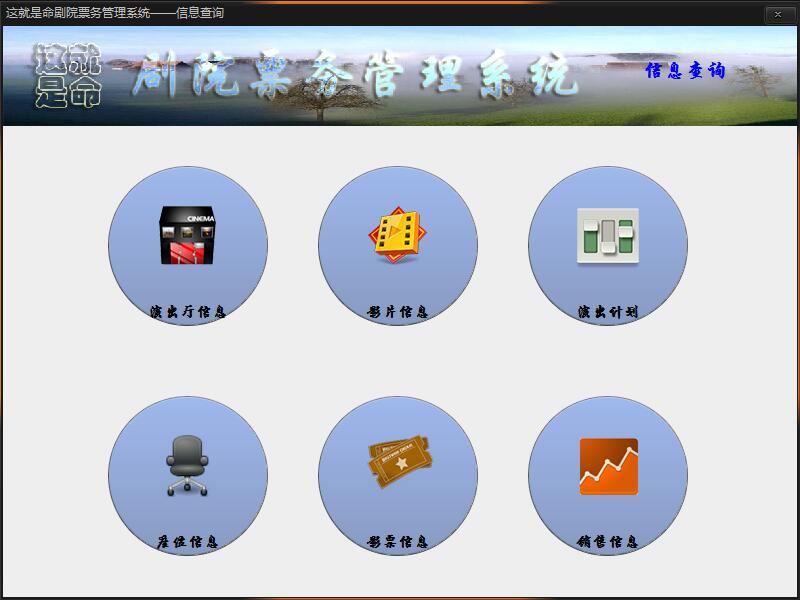 这就是命剧院票务管理系统——信息查询
这就
是命
剧院票务管理系统
信息查询
CINEMA
演出厅信息
影片信息
演出计划
座位信息
影票信息
销售信息